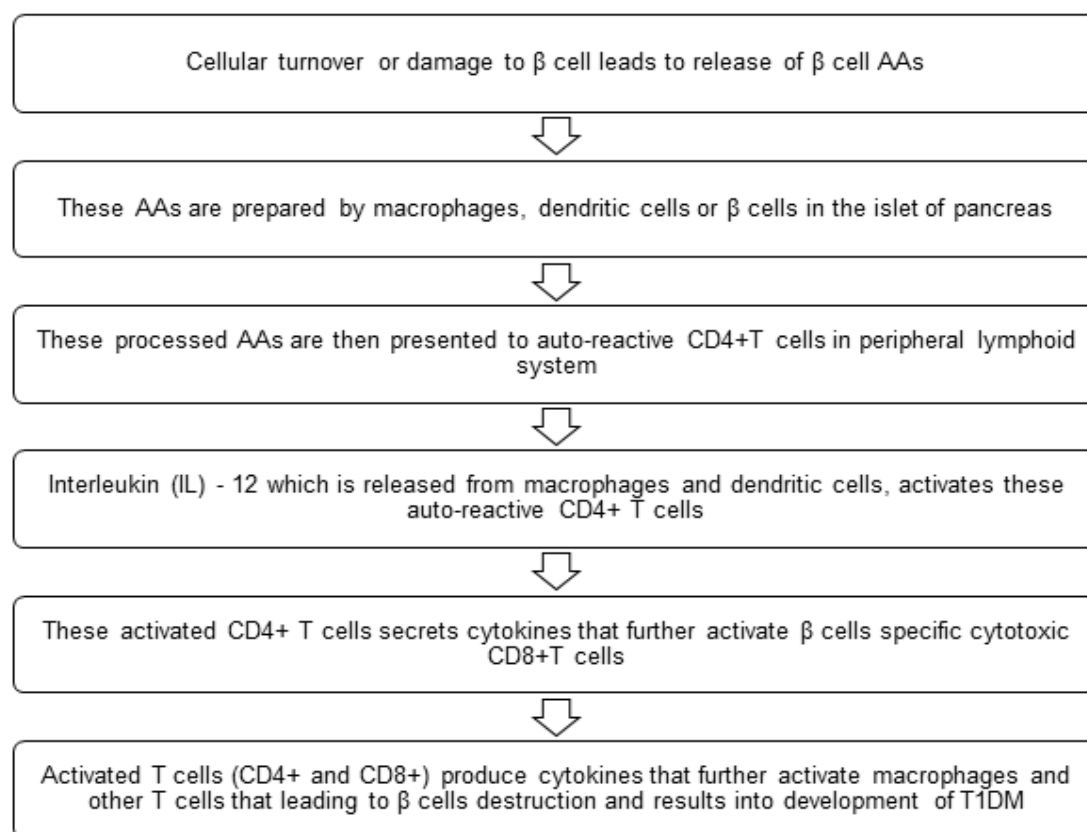 Cellular turnover or damage to β cell leads to release of β cell AAs
These AAs are prepared by macrophages, dendritic cells or β cells in the islet of pancreas
These processed AAs are then presented to auto-reactive CD4+T cells in peripheral lymphoid
system
Interleukin (IL) - 12 which is released from macrophages and dendritic cells, activates these
auto-reactive CD4+ T cells
These activated CD4+ T cells secrets cytokines that further activate β cells specific cytotoxic
CD8+T cells
Activated T cells (CD4+ and CD8+) produce cytokines that further activate macrophages and
other T cells that leading to β cells destruction and results into development of T1DM